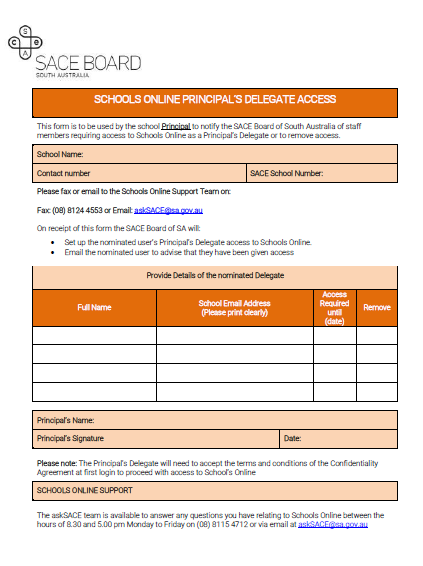 S
C e
A
SACE BOARD
SOUTH AUSTRALIA
SCHOOLS ONLINE PRINCIPAL'S DELEGATE ACCESS
This form is to be used by the school Principal to notify the SACE Board of South Australia of staff
members requiring access to Schools Online as a Principal's Delegate or to remove access.
School Name:
Contact number SACE School Number:
Please fax or email to the Schools Online Support Team on:
Fax: (08) 8124 4553 or Email: askSACE@sa.gov.au
On receipt of this form the SACE Board of SA will:
• Set up the nominated user's Principal's Delegate access to Schools Online.
• Email the nominated user to advise that they have been given access
Provide Details of the nominated Delegate
Full Name
School Email Address
(Please print clearly)
Access
Required
until
(date)
Remove
Principal's Name:
Principal's Signature Date:
Please note: The Principal's Delegate will need to accept the terms and conditions of the Confidentiality
Agreement at first login to proceed with access to School's Online
SCHOOLS ONLINE SUPPORT
The askSACE team is available to answer any questions you have relating to Schools Online between the
hours of 8.30 and 5.00 pm Monday to Friday on (08) 8115 4712 or via email at askSACE@sa.gov.au